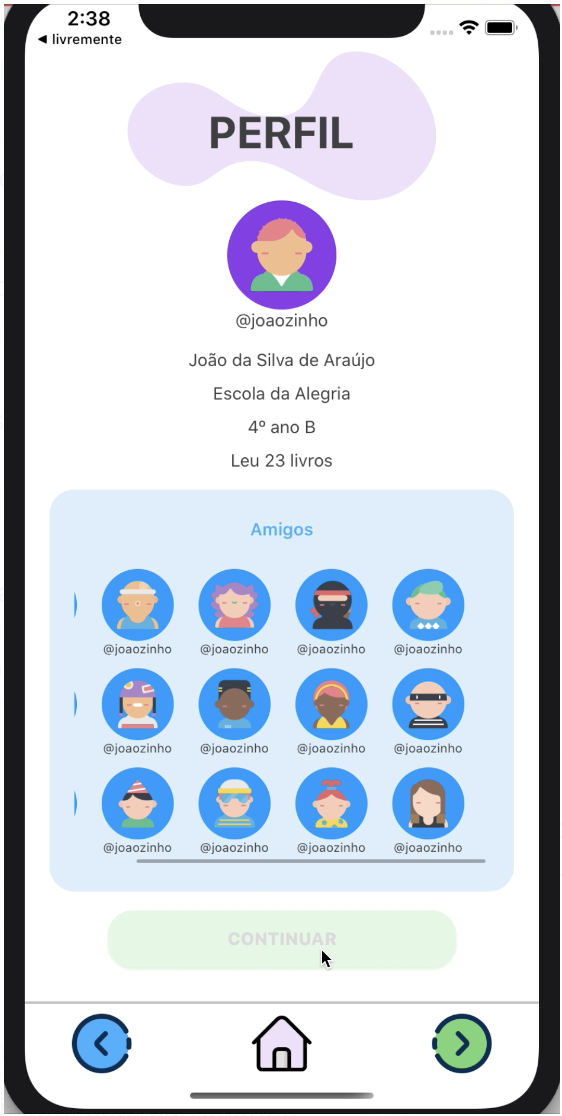 2:38
◀ livremente
PERFIL
@joaozinho
João da Silva de Araújo
Escola da Alegria
4º ano B
Leu 23 livros
Amigos
@joaozinho @joaozinho @joaozinho @joaozinho
@joaozinho @joaozinho @joaozinho @joaozinho
@joaozinho @joaozinho @joaozinho @joaozinho
CONTINUAR